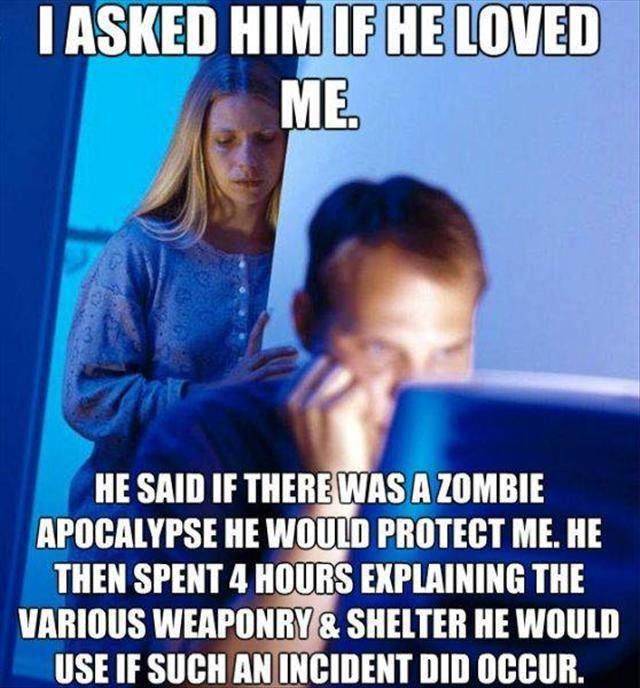 I ASKED HIM IF HE LOVED
ME.
HE SAID IF THERE WAS A ZOMBIE
APOCALYPSE HE WOULD PROTECT ME. HE
THEN SPENT 4 HOURS EXPLAINING THE
VARIOUS WEAPONRY & SHELTER HE WOULD
USE IF SUCH AN INCIDENT DID OCCUR.